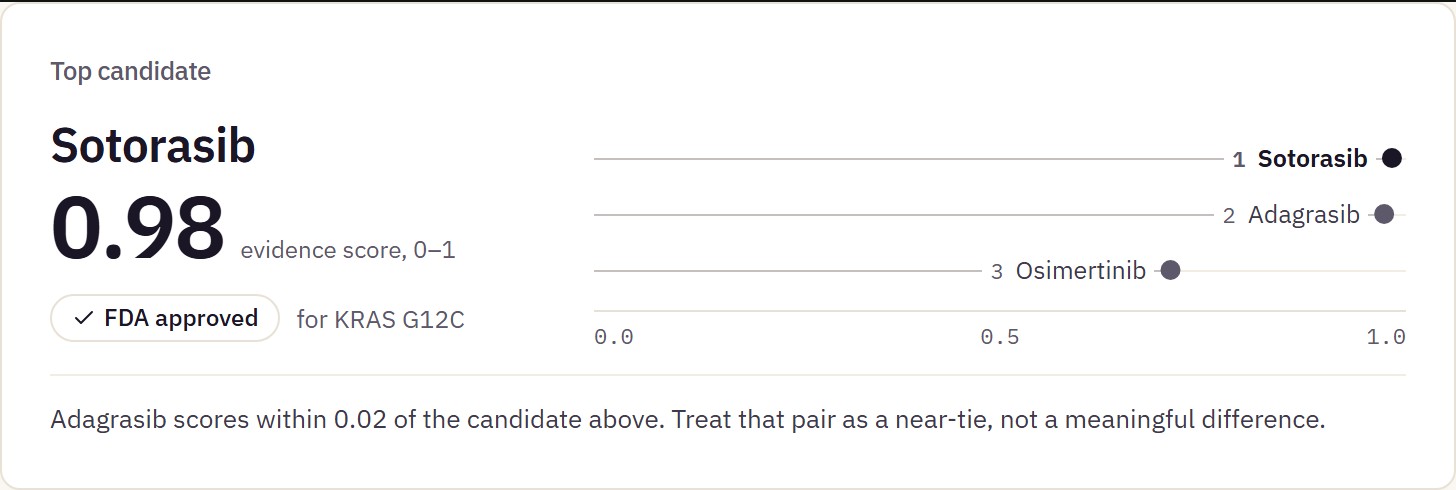 Top candidate
Sotorasib
0.98 evidence score, 0–1
✓ FDA approved for KRAS G12C
1 Sotorasib
2 Adagrasib
3 Osimertinib
0.0 0.5 1.0
Adagrasib scores within 0.02 of the candidate above. Treat that pair as a near-tie, not a meaningful difference.